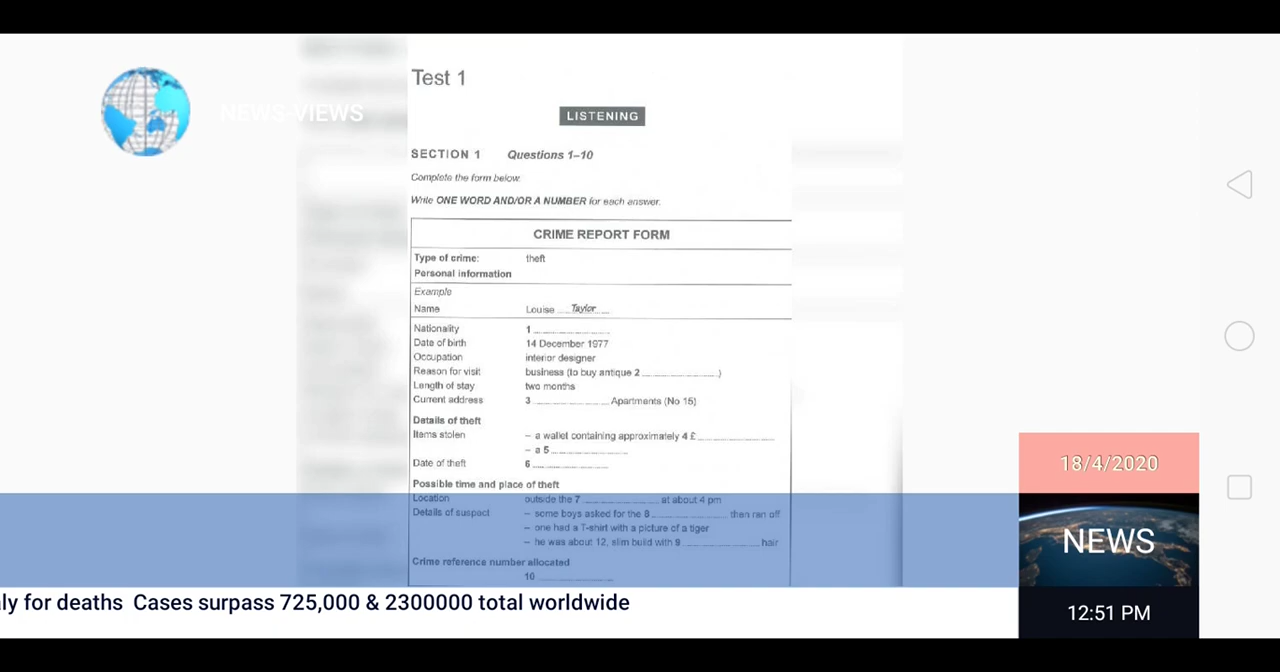 NEWS-VIEWS
Test 1
LISTENING
SECTION 1 Questions 1–10
Complete the form below.
Write ONE WORD AND/OR A NUMBER for each answer.
CRIME REPORT FORM
Type of crime: theft
Personal information
Example
Name Louise ....Taylor....
Nationality 1 ....................
Date of birth 14 December 1977
Occupation interior designer
Reason for visit business (to buy antique 2 ....................)
Length of stay two months
Current address 3 .................... Apartments (No 15)
Details of theft
Items stolen – a wallet containing approximately 4 £....................
– a 5 ....................
Date of theft 6 ....................
Possible time and place of theft
Location outside the 7 .................... at about 4 pm
Details of suspect – some boys asked for the 8 .................... then ran off
– one had a T-shirt with a picture of a tiger
– he was about 12, slim build with 9 .................... hair
Crime reference number allocated
10 ....................
18/4/2020
NEWS
12:51 PM
for deaths Cases surpass 725,000 & 2300000 total worldwide